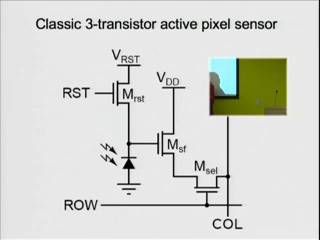 Classic 3-transistor active pixel sensor
VRST
VDD
RST
Mrst
Msf
Msel
ROW
COL